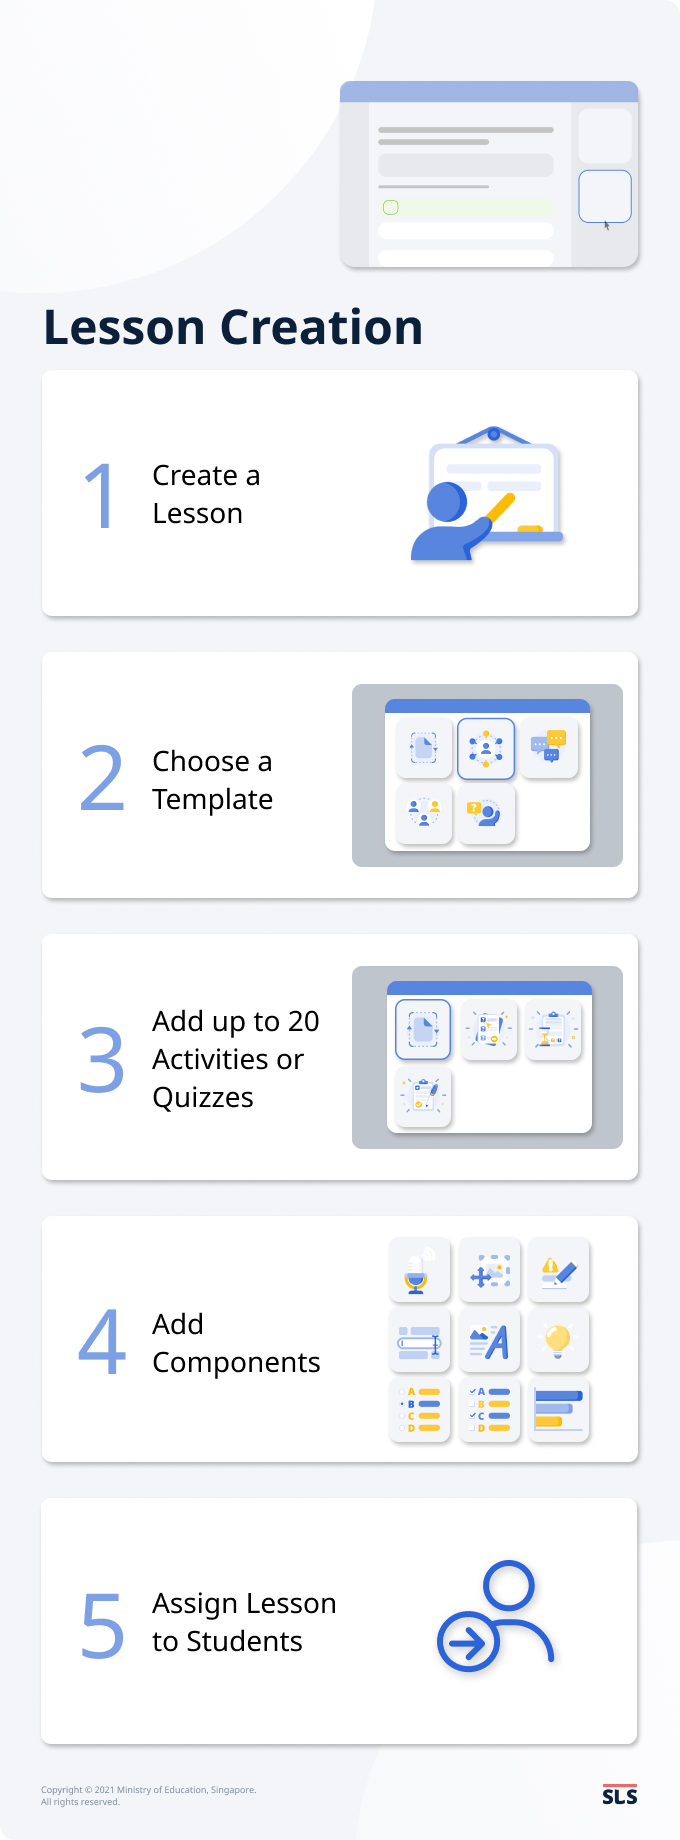 Lesson Creation
1
Create a
Lesson
2
Choose a
Template
?
3
Add up to 20
Activities or
Quizzes
4
Add
Components
A
A
B
C
D
A
B
C
D
5
Assign Lesson
to Students
Copyright © 2021 Ministry of Education, Singapore.
All rights reserved.
SLS